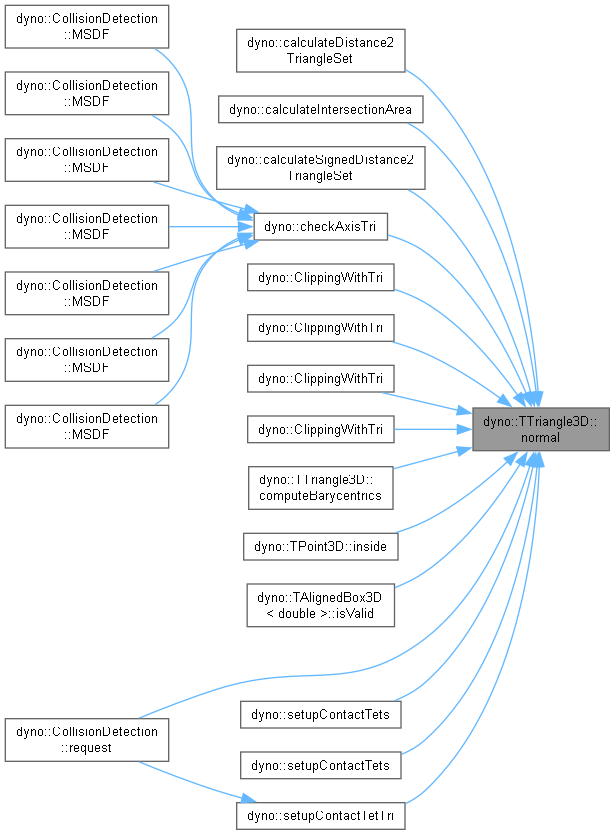 dyno::CollisionDetection
::MSDF
dyno::CollisionDetection
::MSDF
dyno::CollisionDetection
::MSDF
dyno::CollisionDetection
::MSDF
dyno::CollisionDetection
::MSDF
dyno::CollisionDetection
::MSDF
dyno::CollisionDetection
::MSDF
dyno::CollisionDetection
::request
dyno::calculateDistance2
TriangleSet
dyno::calculateIntersectionArea
dyno::calculateSignedDistance2
TriangleSet
dyno::checkAxisTri
dyno::ClippingWithTri
dyno::ClippingWithTri
dyno::ClippingWithTri
dyno::ClippingWithTri
dyno::TTriangle3D::
computeBarycentrics
dyno::TPoint3D::inside
dyno::TAlignedBox3D
< double >::isValid
dyno::setupContactTets
dyno::setupContactTets
dyno::setupContactTetTri
dyno::TTriangle3D::
normal